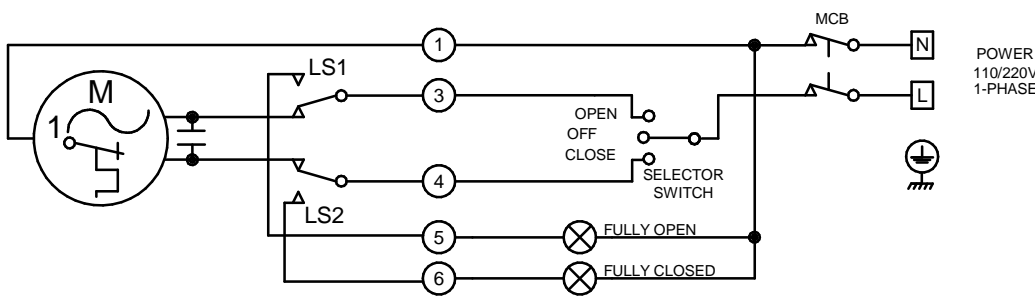 MCB
1
N
POWER
110/220V
1-PHASE
LS1
M
3
L
OPEN
1
OFF
CLOSE
4
SELECTOR
SWITCH
LS2
5
FULLY OPEN
6
FULLY CLOSED